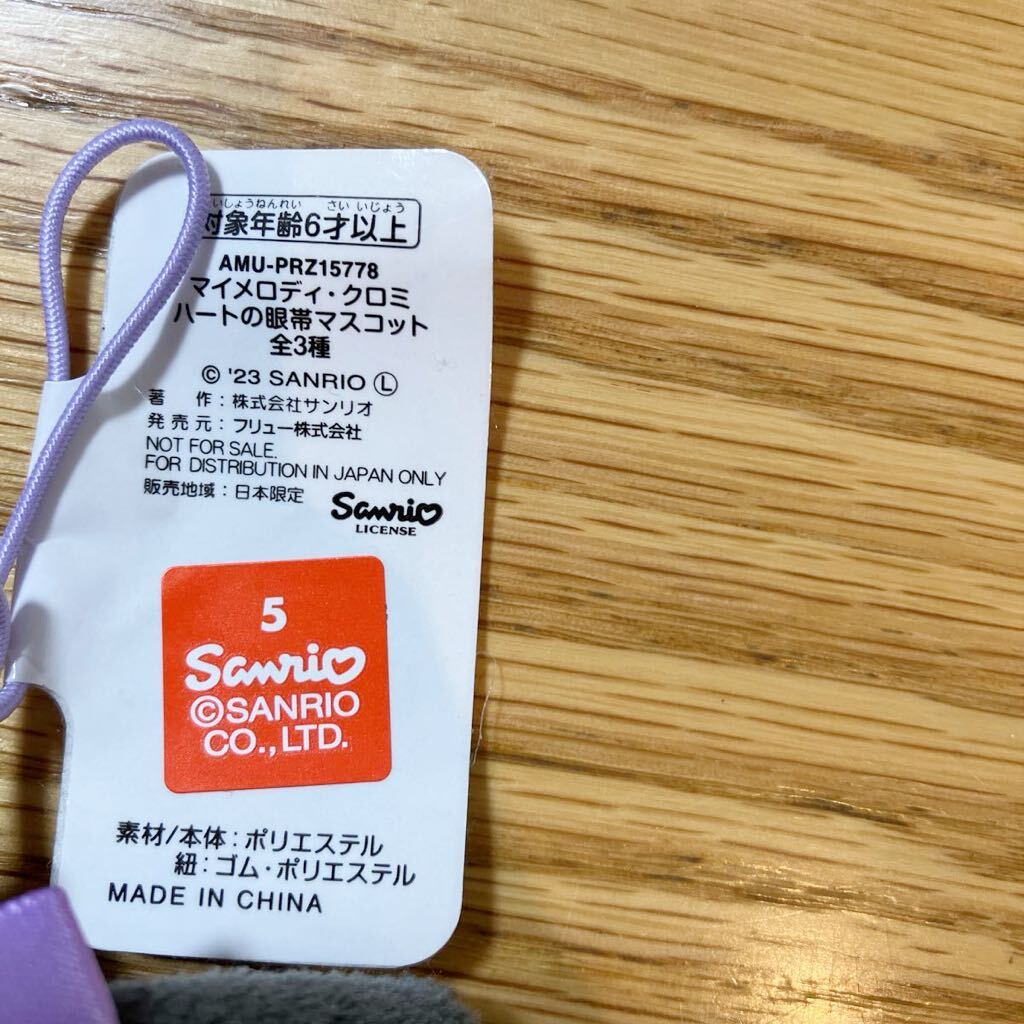 いしょうねんれい さい いじょう
対象年齢6才以上
AMU-PRZ15778
マイメロディ・クロミ
ハートの眼帯マスコット
全3種
© '23 SANRIO Ⓛ
著 作：株式会社サンリオ
発売元：フリュー株式会社
NOT FOR SALE.
FOR DISTRIBUTION IN JAPAN ONLY
販売地域：日本限定
Sanrio
LICENSE
5
Sanrio
©SANRIO
CO., LTD.
素材/本体：ポリエステル
紐：ゴム・ポリエステル
MADE IN CHINA